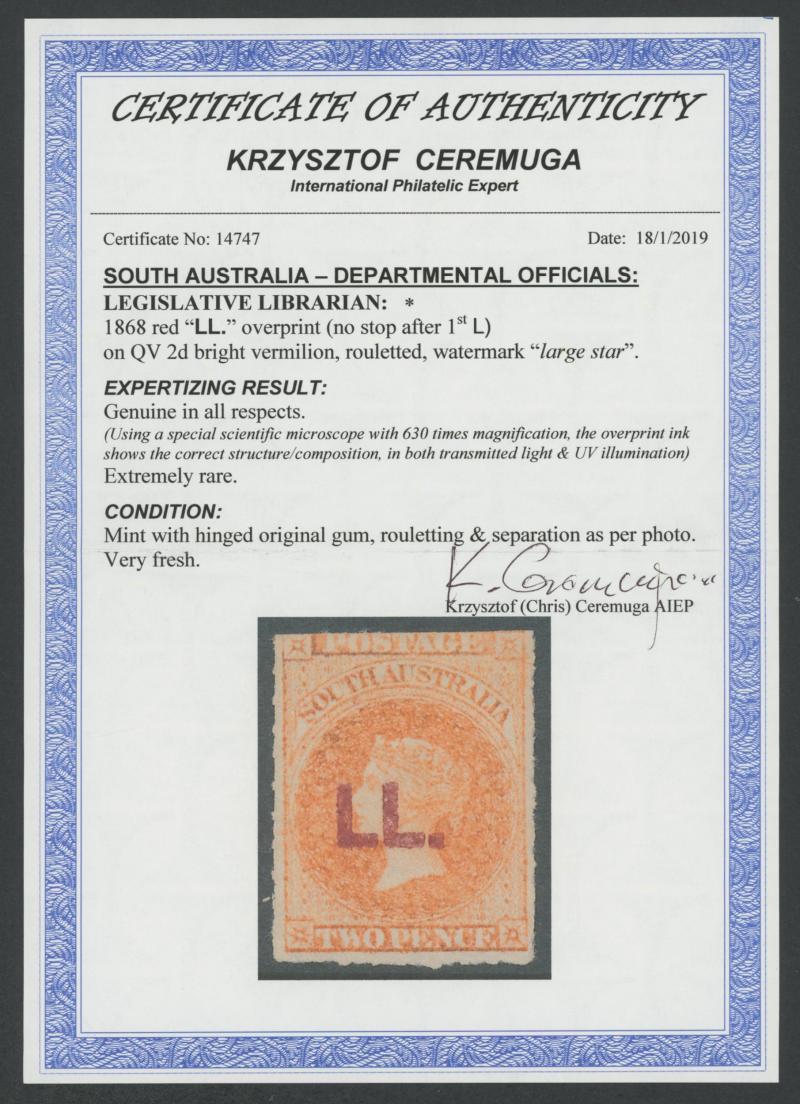 CERTIFICATE OF AUTHENTICITY
KRZYSZTOF CEREMUGA
International Philatelic Expert
Certificate No: 14747 Date: 18/1/2019
SOUTH AUSTRALIA – DEPARTMENTAL OFFICIALS:
LEGISLATIVE LIBRARIAN: *
1868 red “LL.” overprint (no stop after 1st L)
on QV 2d bright vermilion, rouletted, watermark “large star”.
EXPERTIZING RESULT:
Genuine in all respects.
(Using a special scientific microscope with 630 times magnification, the overprint ink
shows the correct structure/composition, in both transmitted light & UV illumination)
Extremely rare.
CONDITION:
Mint with hinged original gum, rouletting & separation as per photo.
Very fresh.
K. Ceremuga
Krzysztof (Chris) Ceremuga AIEP
POSTAGE
SOUTH AUSTRALIA
LL.
TWO PENCE